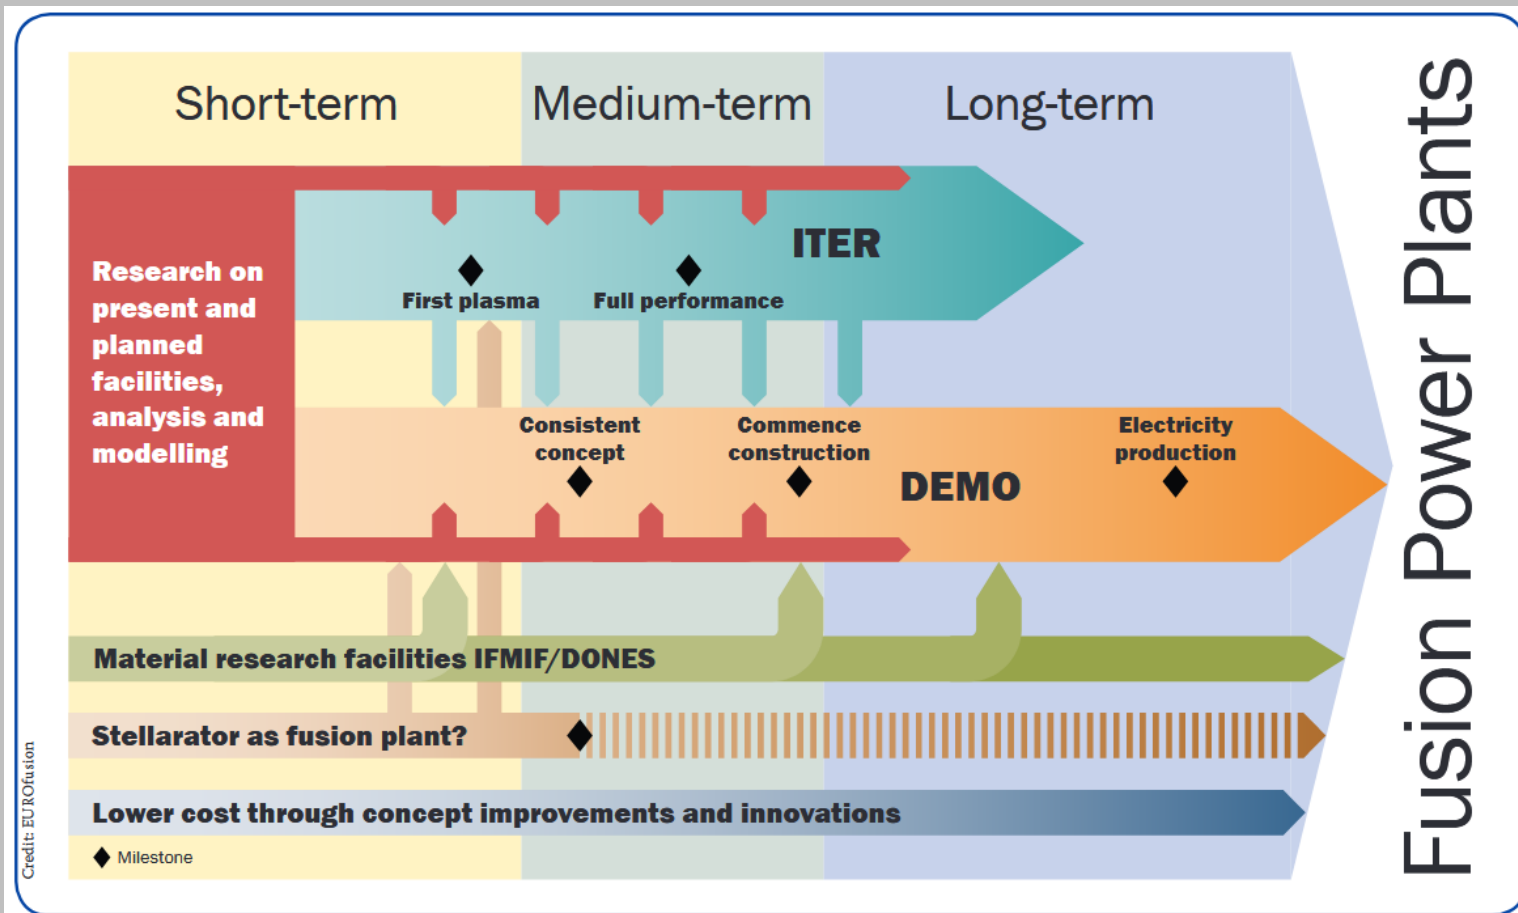 Short-term
Medium-term
Long-term
Research on
present and
planned
facilities,
analysis and
modelling
ITER
First plasma
Full performance
Consistent
concept
Commence
construction
Electricity
production
DEMO
Material research facilities IFMIF/DONES
Stellarator as fusion plant?
Lower cost through concept improvements and innovations
Milestone
Fusion Power Plants
Credit: EUROfusion